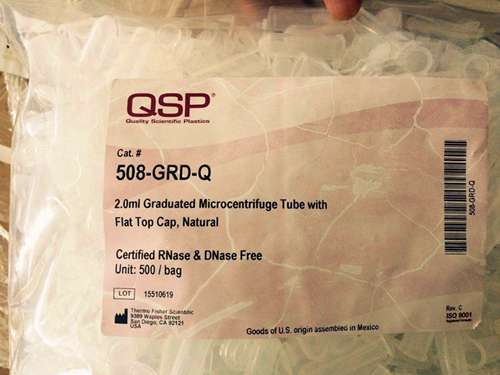 QSP®
Quality Scientific Plastics
Cat. #
508-GRD-Q
2.0ml Graduated Microcentrifuge Tube with
Flat Top Cap, Natural
Certified RNase & DNase Free
Unit: 500 / bag
LOT 15510619
Thermo Fisher Scientific
9389 Waples Street
San Diego, CA 92121
USA
Goods of U.S. origin assembled in Mexico
508-GRD-Q
Rev. C
ISO 9001